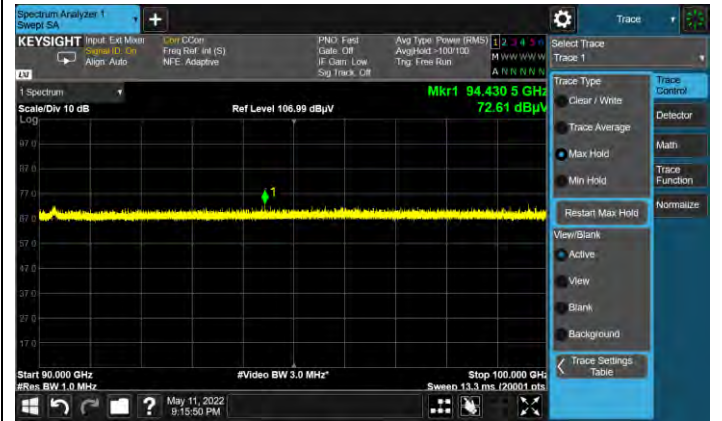 Spectrum Analyzer 1
Swept SA
Trace
KEYSIGHT
Input: Ext Mixer
Signal ID: On
Align: Auto
Corr CCorr
Freq Ref: Int (S)
NFE: Adaptive
PNO: Fast
Gate: Off
IF Gain: Low
Sig Track: Off
Avg Type: Power (RMS)
Avg|Hold: >100/100
Trig: Free Run
1 2 3 4 5 6
M W W W W W
A N N N N N
LXI
Select Trace
Trace 1
1 Spectrum
Scale/Div 10 dB
Log
Ref Level 106.99 dBµV
Mkr1 94.430 5 GHz
72.61 dBµV
97.0
87.0
77.0
67.0
57.0
47.0
37.0
27.0
17.0
1
Start 90.000 GHz
#Res BW 1.0 MHz
#Video BW 3.0 MHz*
Stop 100.000 GHz
Sweep 13.3 ms (20001 pts
Trace Type
Clear / Write
Trace Average
Max Hold
Min Hold
Restart Max Hold
View/Blank
Active
View
Blank
Background
Trace Settings
Table
Trace
Control
Detector
Math
Trace
Function
Normalize
?
May 11, 2022
9:15:50 PM